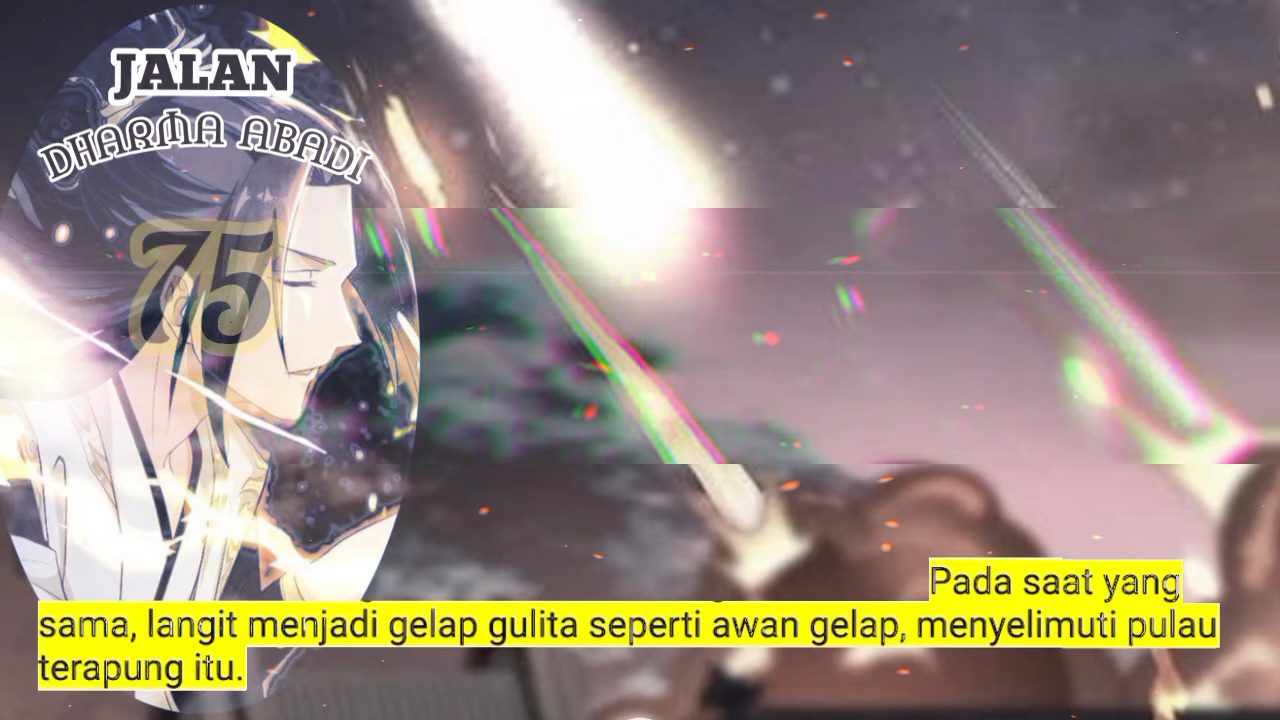 JALAN
DHARMA ABADI
75
Pada saat yang
sama, langit menjadi gelap gulita seperti awan gelap, menyelimuti pulau
terapung itu.